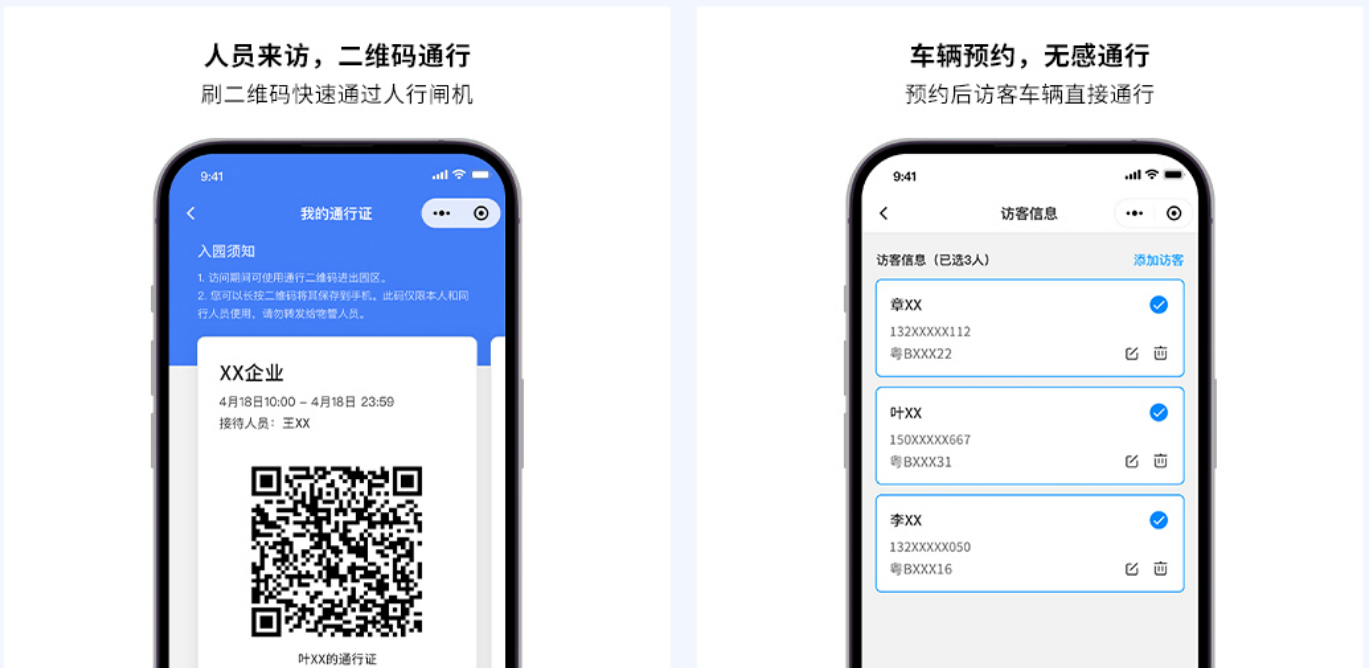 人员来访，二维码通行
刷二维码快速通过人行闸机
9:41
我的通行证
入园须知
1. 访问期间可使用通行二维码进出园区。
2. 您可以长按二维码将其保存到手机。此码仅限本人和同
行人员使用，请勿转发给物管人员。
XX企业
4月18日10:00 – 4月18日 23:59
接待人员：王XX
叶XX的通行证
车辆预约，无感通行
预约后访客车辆直接通行
9:41
访客信息
访客信息（已选3人）
添加访客
章XX
132XXXXX112
粤BXXX22
叶XX
150XXXXX667
粤BXXX31
李XX
132XXXXX050
粤BXXX16